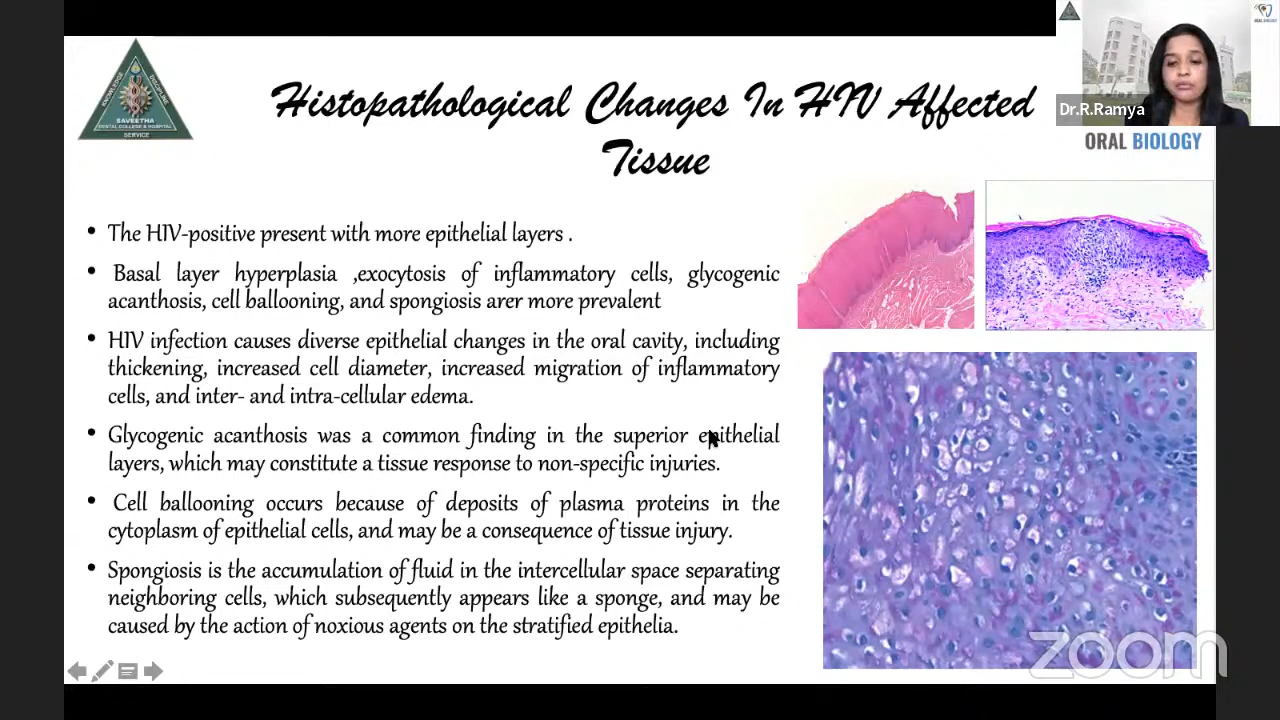 KNOWLEDGE
DISCIPLINE
SAVEETHA
DENTAL COLLEGE & HOSPITAL
SERVICE
Histopathological Changes In HIV Affected
Tissue
Dr.R.Ramya
ORAL BIOLOGY
• The HIV-positive present with more epithelial layers .
• Basal layer hyperplasia ,exocytosis of inflammatory cells, glycogenic
acanthosis, cell ballooning, and spongiosis arer more prevalent
• HIV infection causes diverse epithelial changes in the oral cavity, including
thickening, increased cell diameter, increased migration of inflammatory
cells, and inter- and intra-cellular edema.
• Glycogenic acanthosis was a common finding in the superior epithelial
layers, which may constitute a tissue response to non-specific injuries.
• Cell ballooning occurs because of deposits of plasma proteins in the
cytoplasm of epithelial cells, and may be a consequence of tissue injury.
• Spongiosis is the accumulation of fluid in the intercellular space separating
neighboring cells, which subsequently appears like a sponge, and may be
caused by the action of noxious agents on the stratified epithelia.
zoom